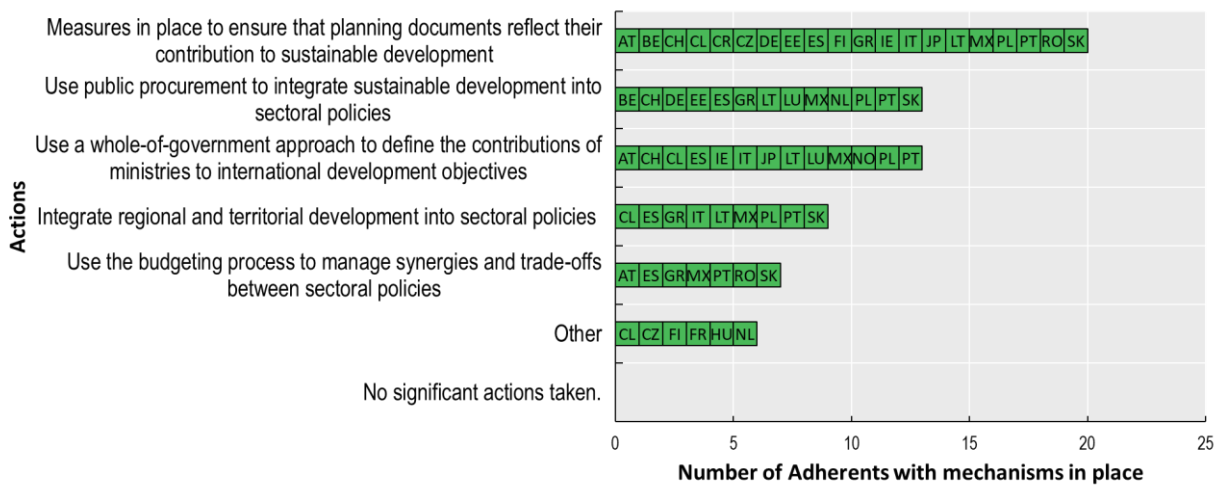 Measures in place to ensure that planning documents reflect their
contribution to sustainable development
AT BE CH CL CR CZ DE EE ES FI GR IE IT JP LT MX PL PT RO SK
Use public procurement to integrate sustainable development into
sectoral policies
BE CH DE EE ES GR LT LU MX NL PL PT SK
Use a whole-of-government approach to define the contributions of
ministries to international development objectives
AT CH CL ES IE IT JP LT LU MX NO PL PT
Actions
Integrate regional and territorial development into sectoral policies
CL ES GR IT LT MX PL PT SK
Use the budgeting process to manage synergies and trade-offs
between sectoral policies
AT ES GR MX PT RO SK
Other
CL CZ FI FR HU NL
No significant actions taken.
0 5 10 15 20 25
Number of Adherents with mechanisms in place